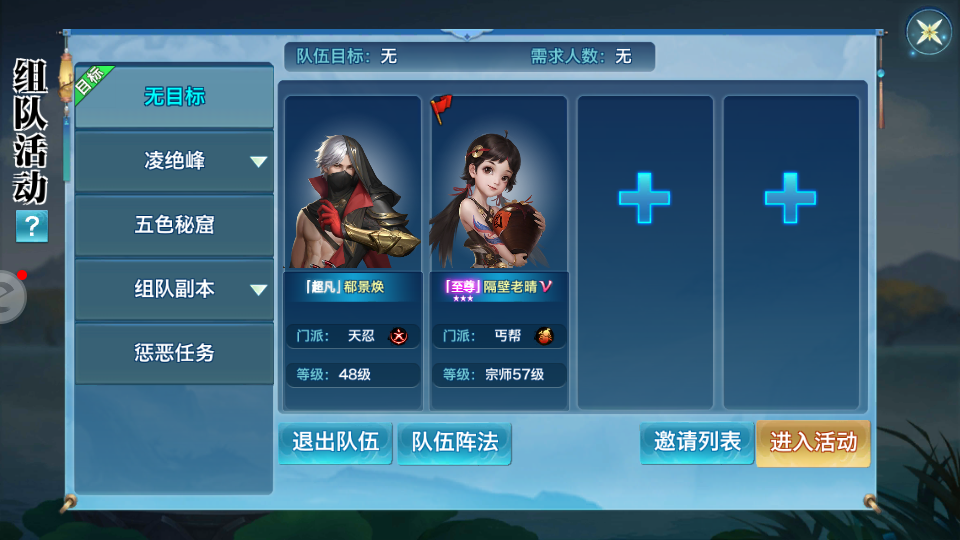 组队活动
?
队伍目标：无
需求人数：无
目标
无目标
凌绝峰
五色秘窟
组队副本
惩恶任务
「超凡」郗景焕
门派： 天忍
等级： 48级
「至尊」隔壁老晴V
门派： 丐帮
等级： 宗师57级
退出队伍
队伍阵法
邀请列表
进入活动